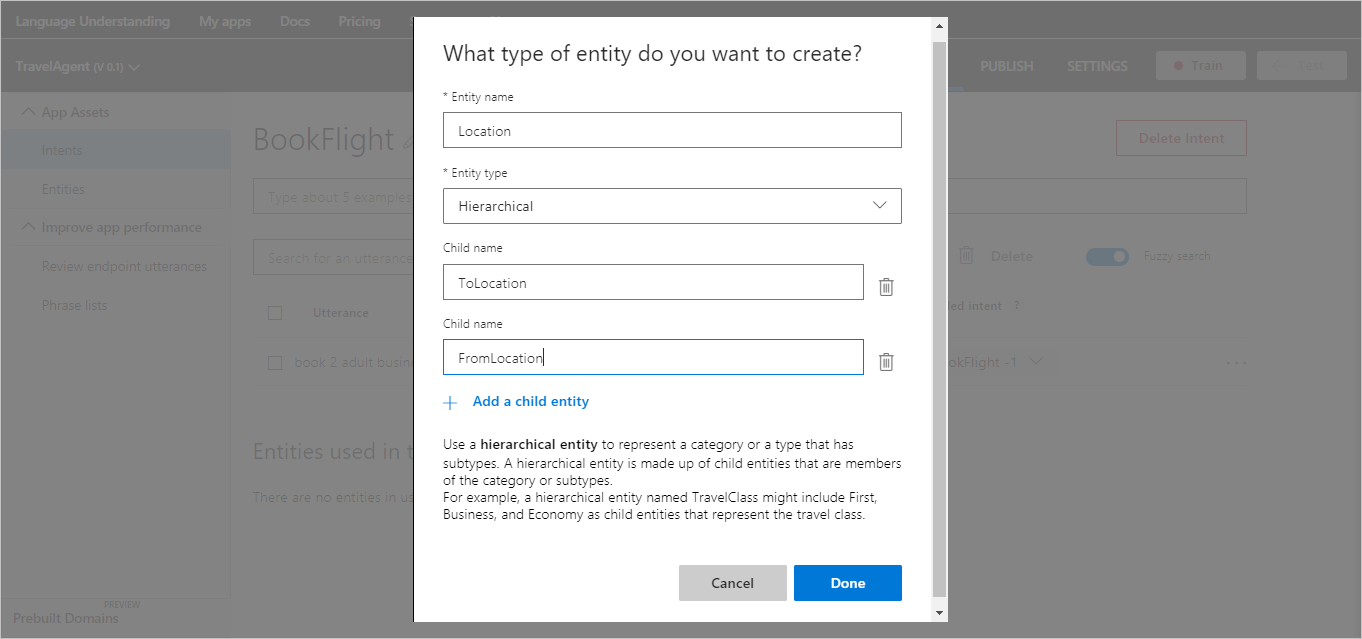 Language Understanding My apps Docs Pricing
TravelAgent (V 0.1) PUBLISH SETTINGS Train Test
App Assets
Intents
Entities
Improve app performance
Review endpoint utterances
Phrase lists
PREVIEW
Prebuilt Domains
BookFlight
Delete Intent
Type about 5 examples
Search for an utterance
Delete Fuzzy search
Utterance
intent ?
book 2 adult
-1
Entities used in
There are no entities in
What type of entity do you want to create?
* Entity name
Location
* Entity type
Hierarchical
Child name
ToLocation
Child name
FromLocation
+ Add a child entity
Use a hierarchical entity to represent a category or a type that has
subtypes. A hierarchical entity is made up of child entities that are members
of the category or subtypes.
For example, a hierarchical entity named TravelClass might include First,
Business, and Economy as child entities that represent the travel class.
Cancel Done